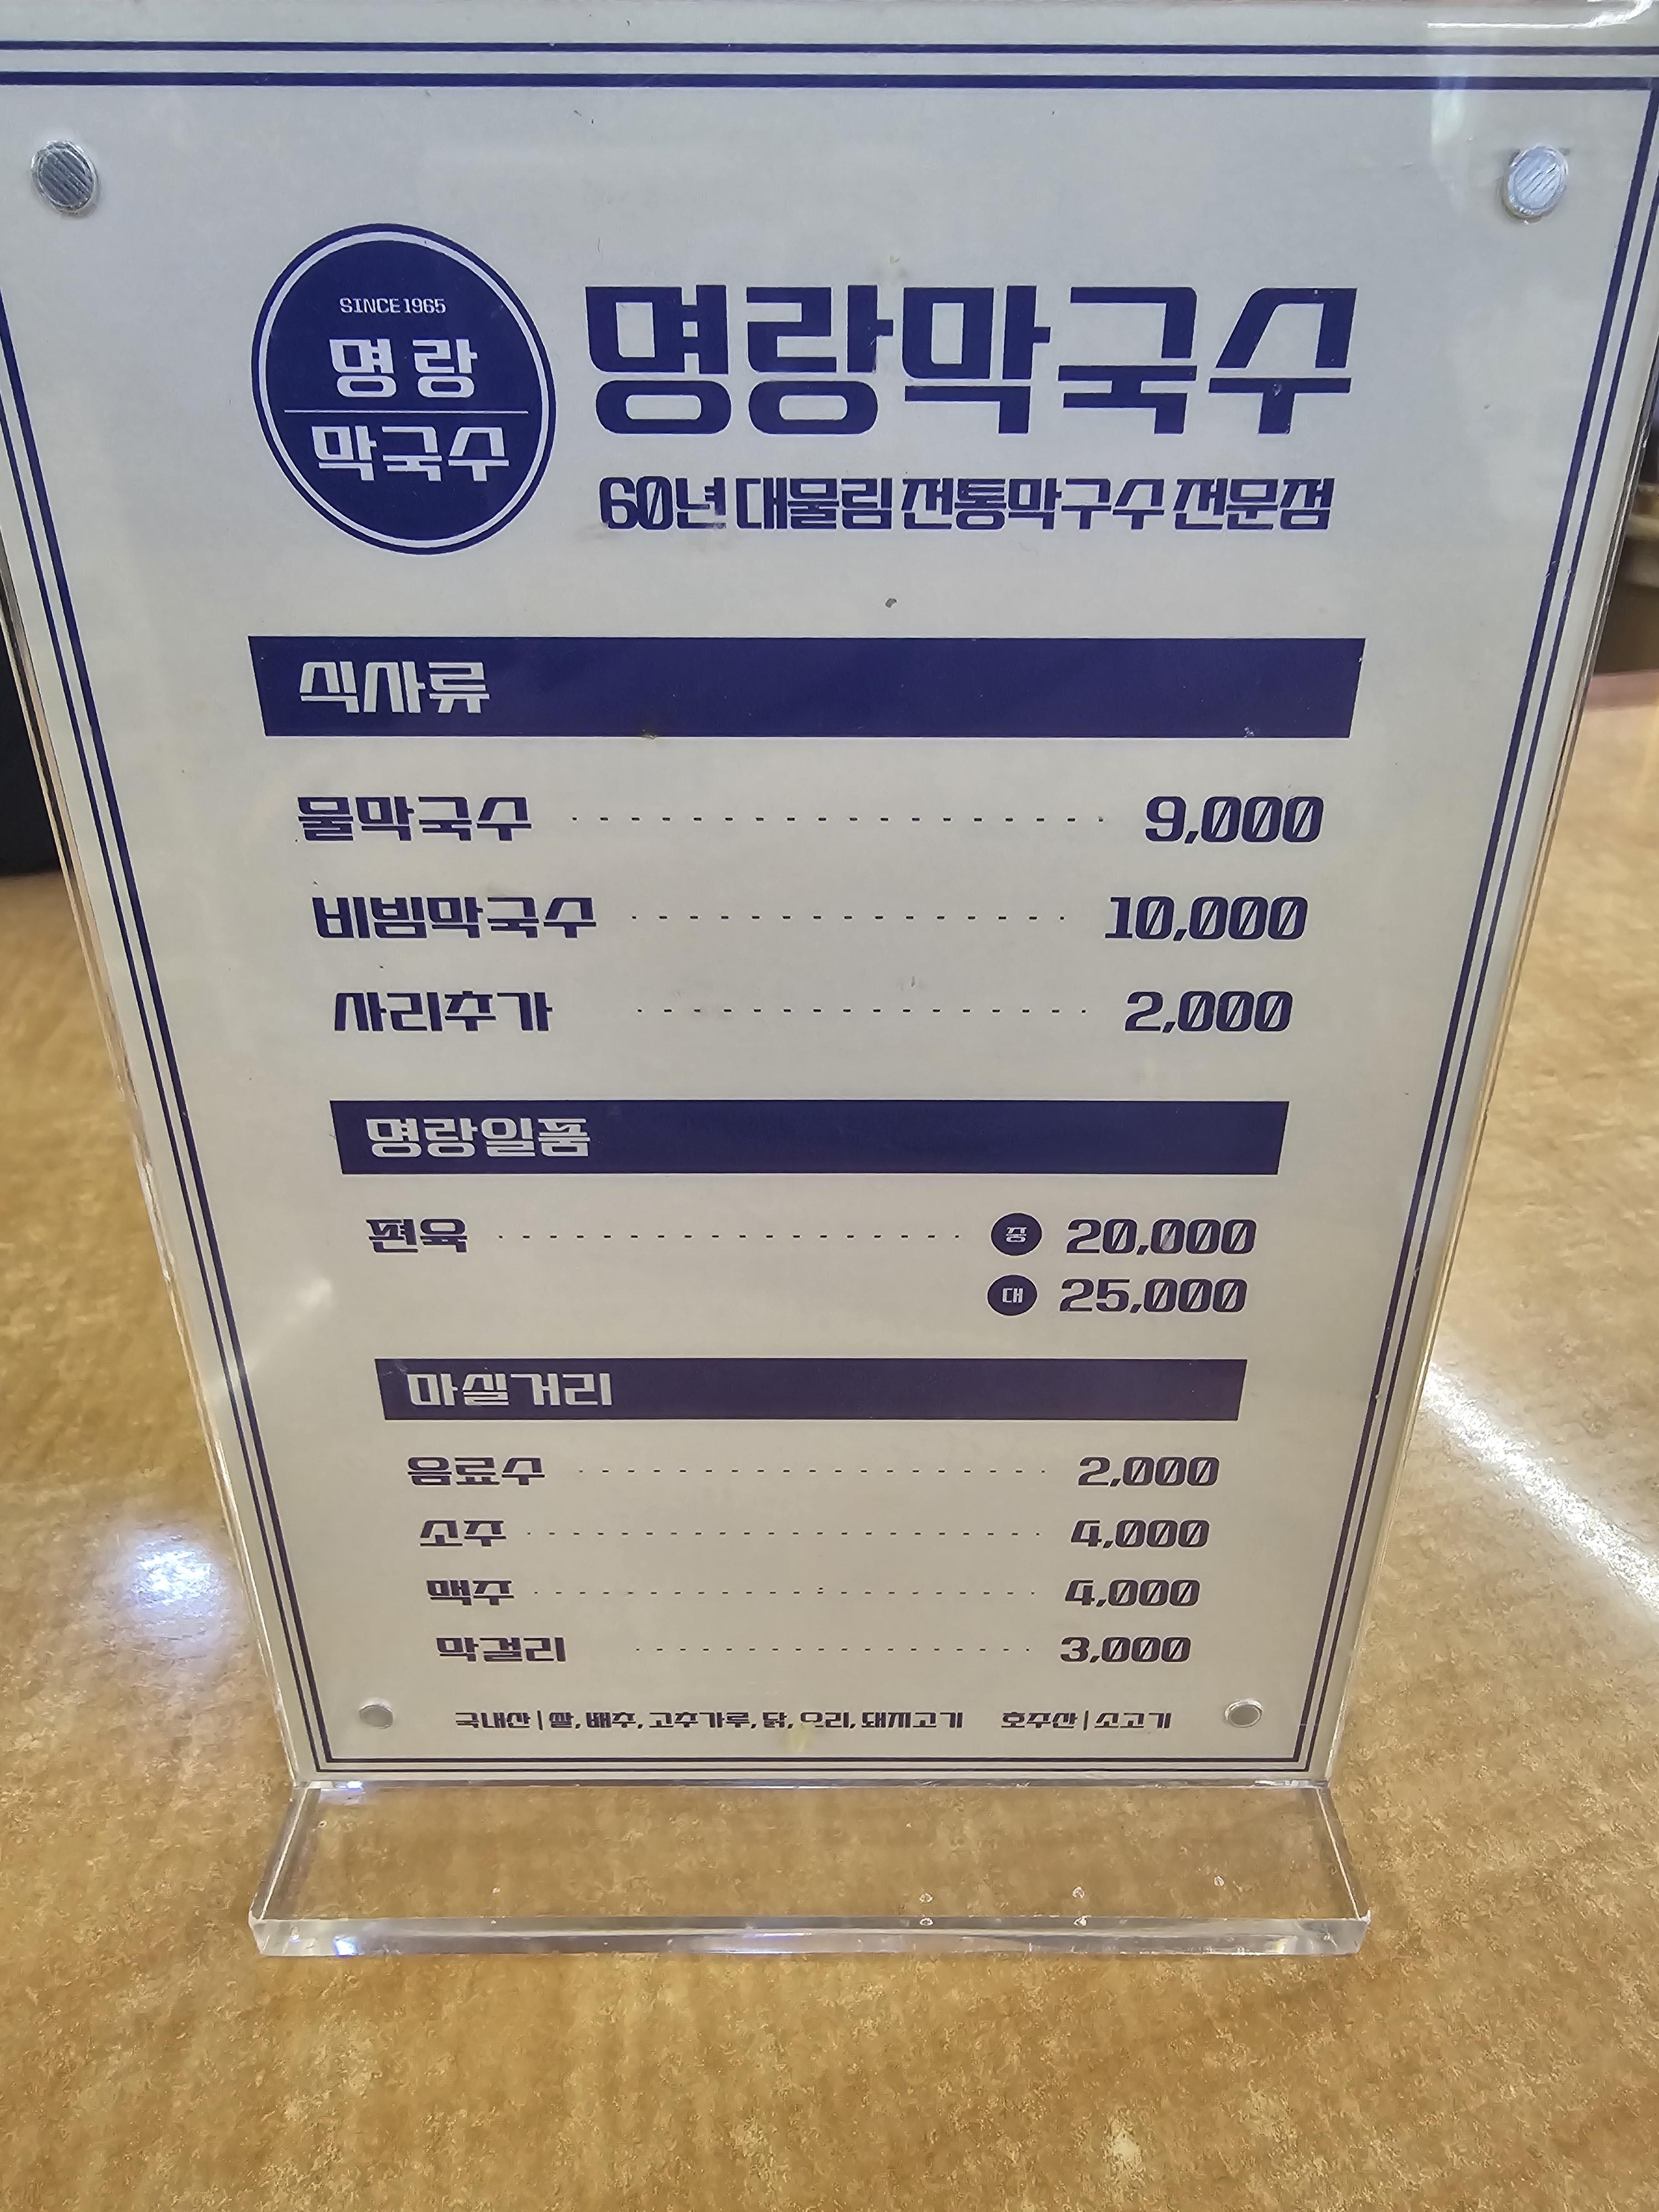 SINCE 1965
명랑
막국수
명랑막국수
60년 대물림 전통막구수 전문점
식사류
물막국수 9,000
비빔막국수 10,000
사리추가 2,000
명랑일품
편육 중 20,000
대 25,000
마실거리
음료수 2,000
소주 4,000
맥주 4,000
막걸리 3,000
국내산 | 쌀, 배추, 고추가루, 닭, 오리, 돼지고기 호주산 | 소고기